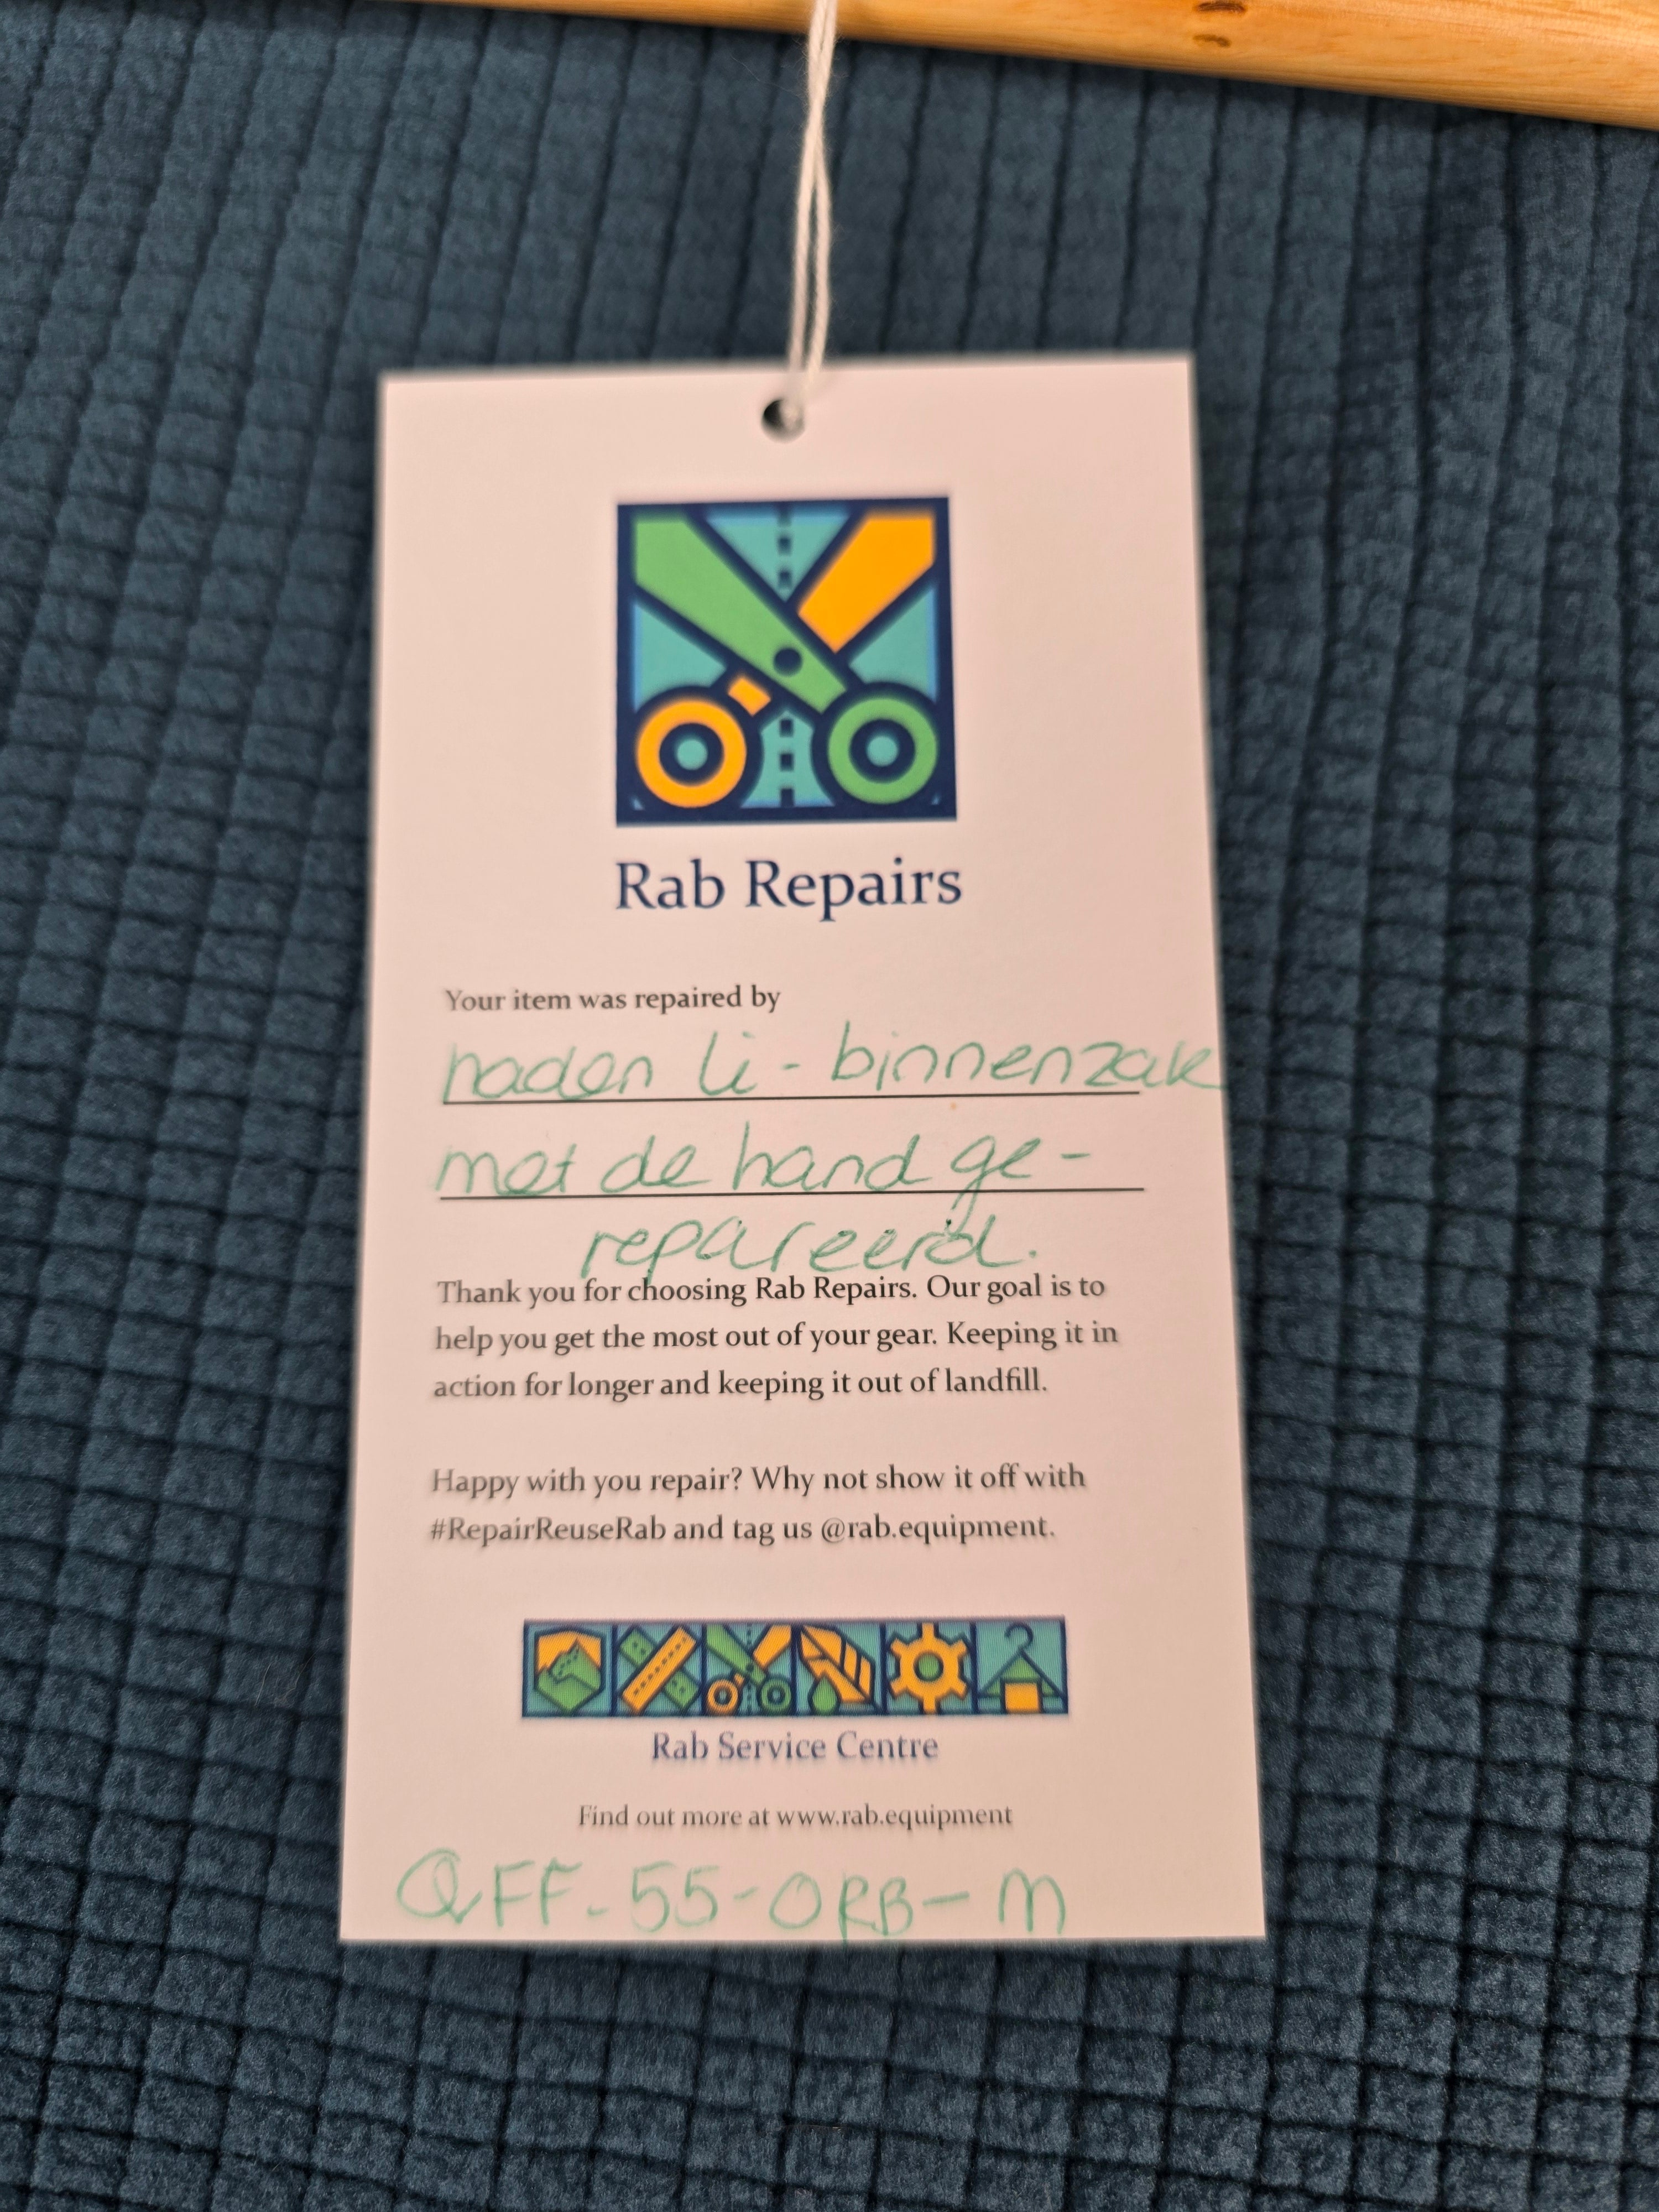 Rab Repairs
Your item was repaired by
naden li - binnenzak
met de hand ge-
repareerd.
Thank you for choosing Rab Repairs. Our goal is to
help you get the most out of your gear. Keeping it in
action for longer and keeping it out of landfill.
Happy with you repair? Why not show it off with
#RepairReuseRab and tag us @rab.equipment.
Rab Service Centre
Find out more at www.rab.equipment
QFF-55-ORB-M